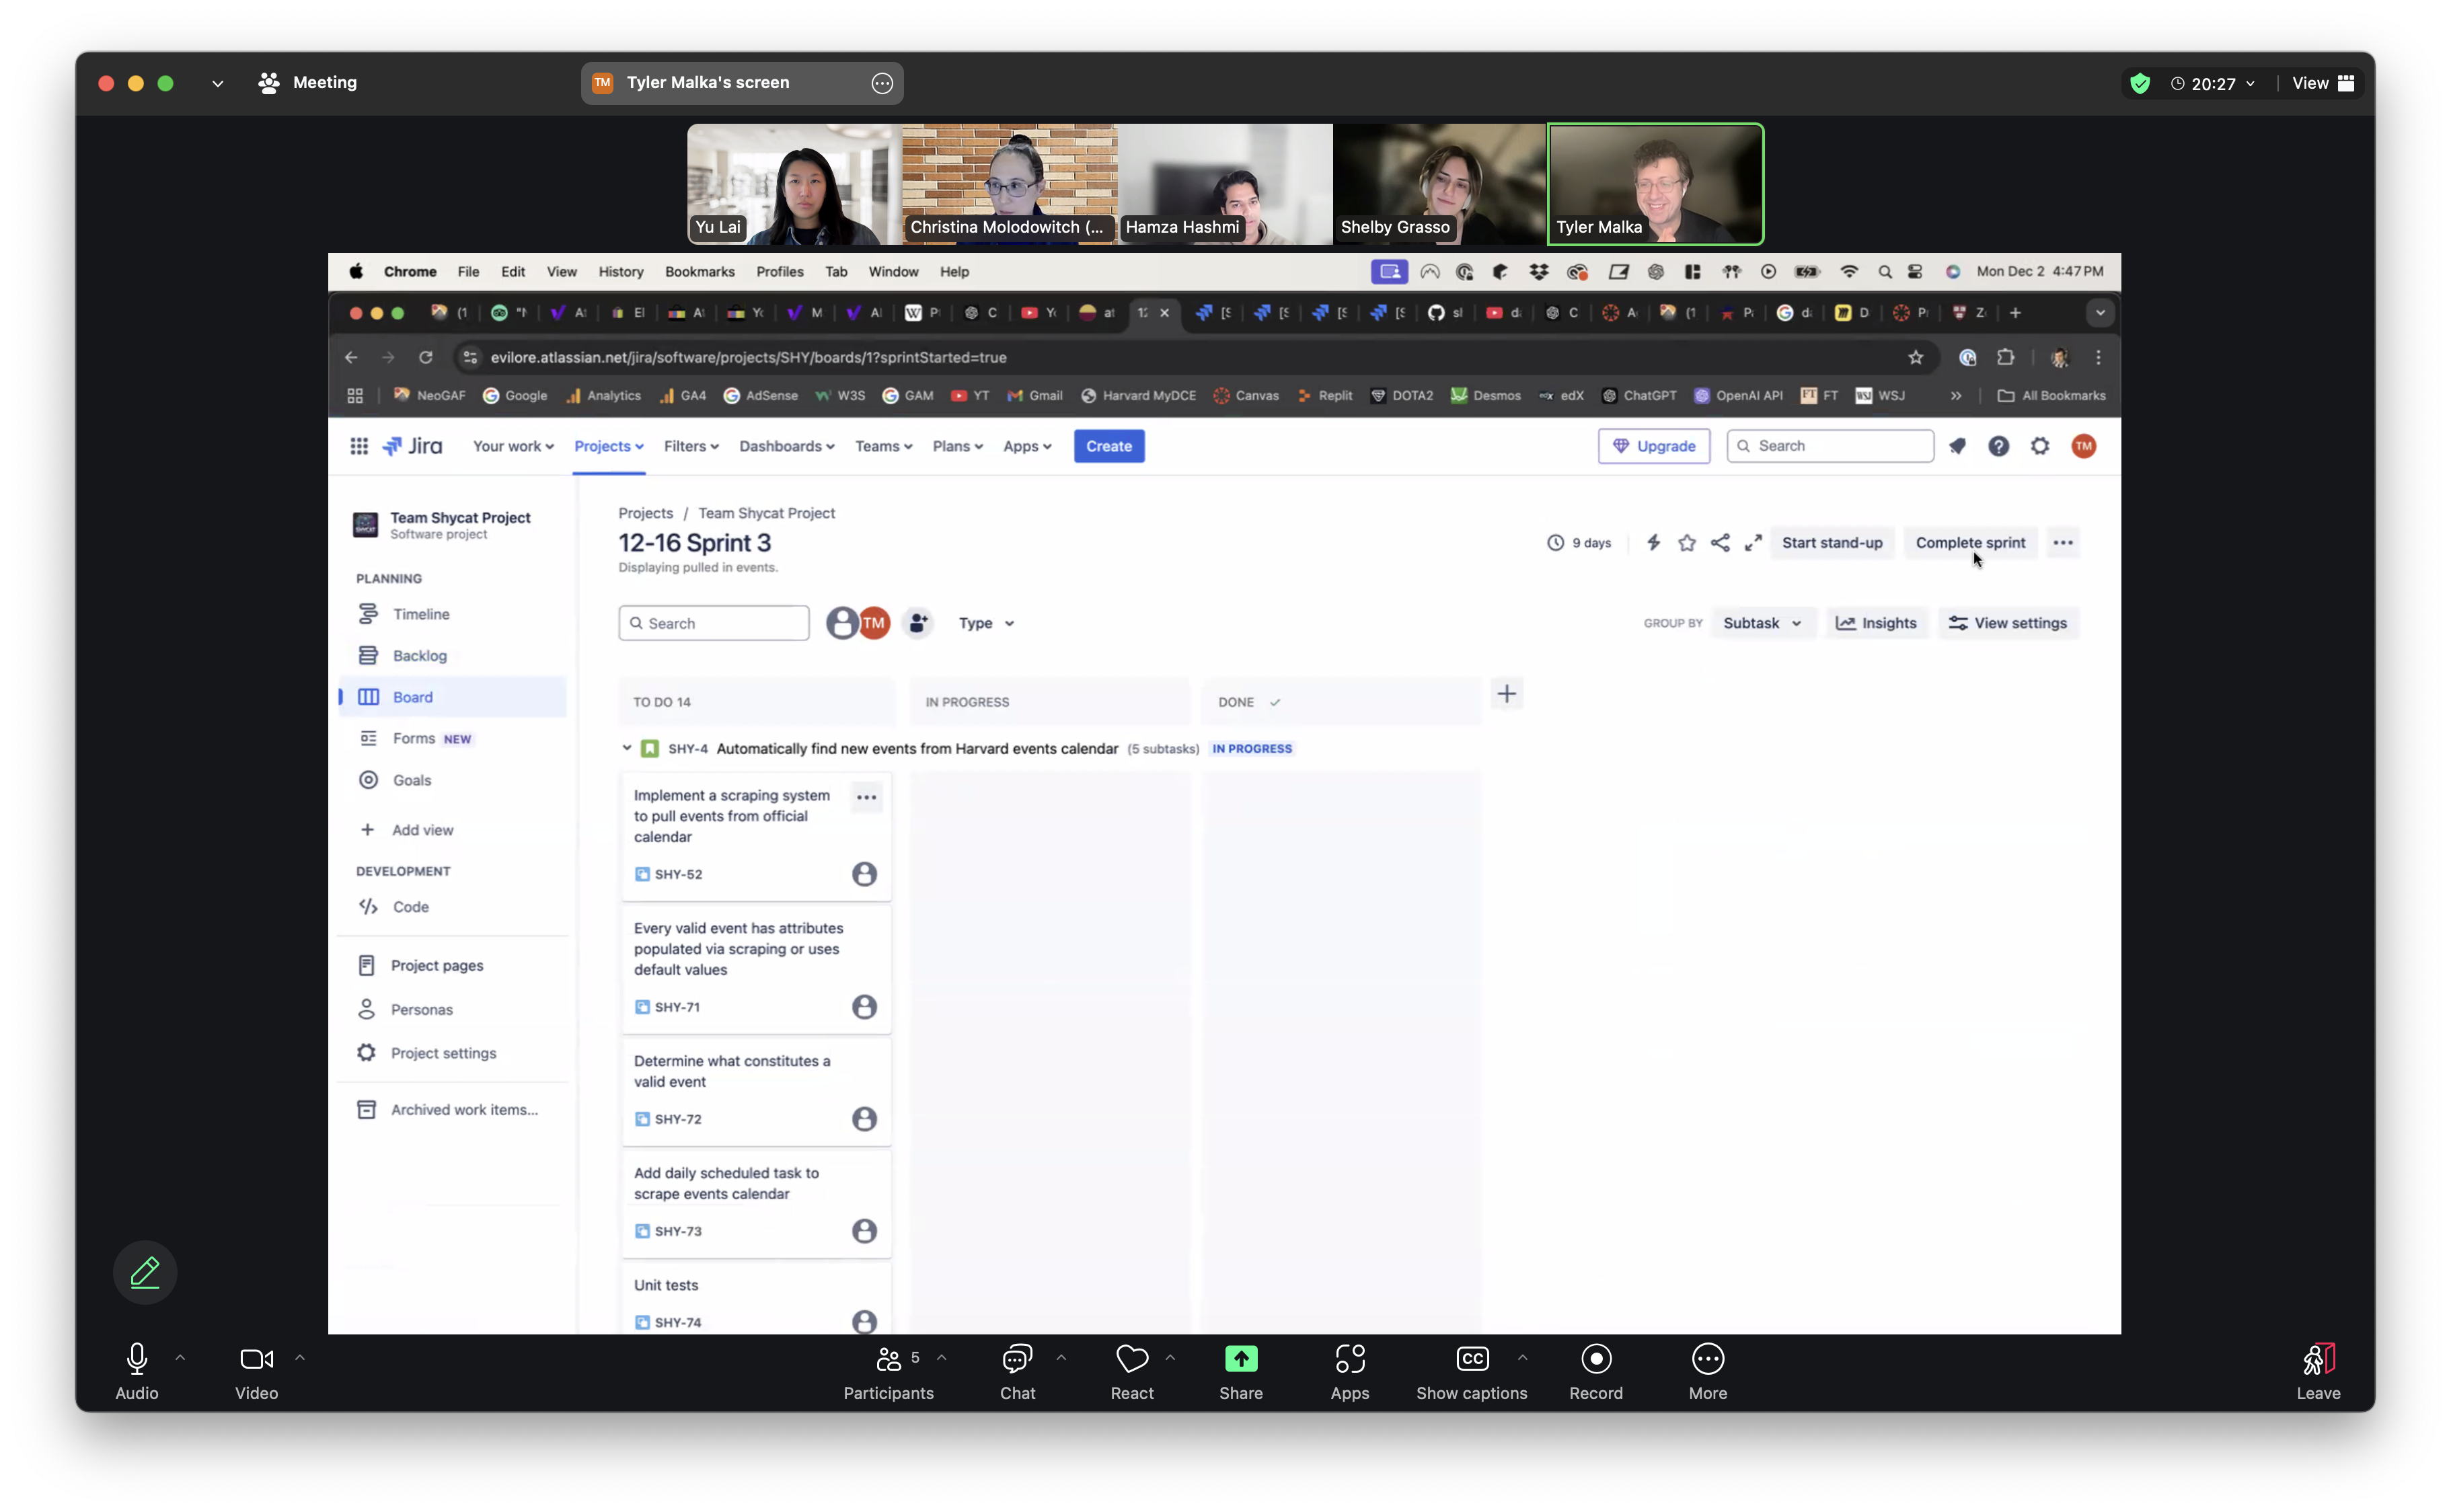 Meeting
TM Tyler Malka's screen
20:27
View
Yu Lai
Christina Molodowitch (...
Hamza Hashmi
Shelby Grasso
Tyler Malka
Chrome File Edit View History Bookmarks Profiles Tab Window Help
Mon Dec 2 4:47 PM
evilore.atlassian.net/jira/software/projects/SHY/boards/1?sprintStarted=true
NeoGAF Google Analytics GA4 AdSense W3S GAM YT Gmail Harvard MyDCE Canvas Replit DOTA2 Desmos edX ChatGPT OpenAI API FT WSJ » All Bookmarks
Jira Your work Projects Filters Dashboards Teams Plans Apps Create
Upgrade Search TM
Team Shycat Project
Software project
PLANNING
Timeline
Backlog
Board
Forms NEW
Goals
Add view
DEVELOPMENT
Code
Project pages
Personas
Project settings
Archived work items...
Projects / Team Shycat Project
12-16 Sprint 3
Displaying pulled in events.
9 days Start stand-up Complete sprint
Search TM Type
GROUP BY Subtask Insights View settings
TO DO 14 IN PROGRESS DONE
SHY-4 Automatically find new events from Harvard events calendar (5 subtasks) IN PROGRESS
Implement a scraping system
to pull events from official
calendar
SHY-52
Every valid event has attributes
populated via scraping or uses
default values
SHY-71
Determine what constitutes a
valid event
SHY-72
Add daily scheduled task to
scrape events calendar
SHY-73
Unit tests
SHY-74
Audio
Video
5
Participants
Chat
React
Share
Apps
CC
Show captions
Record
More
Leave